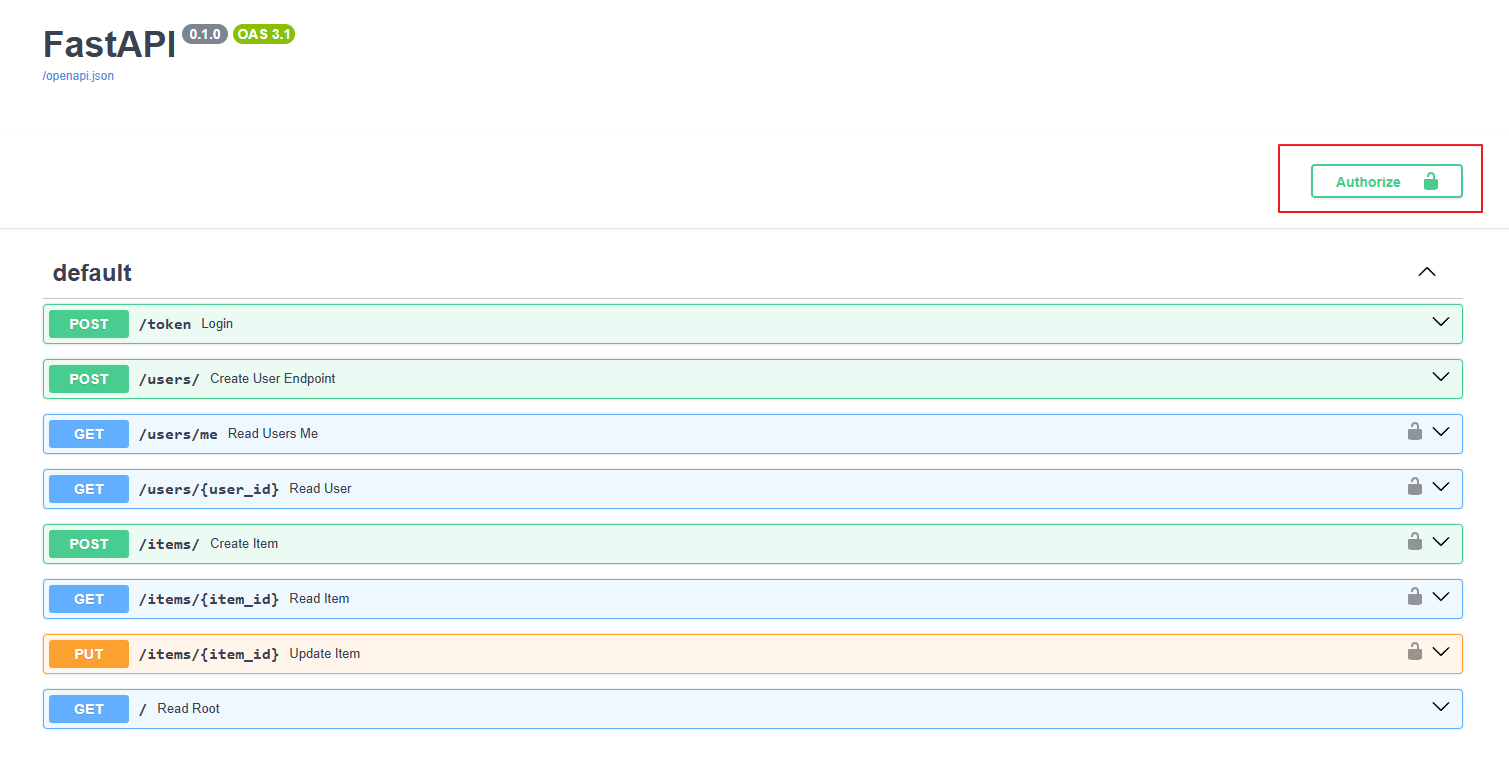 FastAPI 0.1.0 OAS 3.1
/openapi.json
Authorize
default
POST /token Login
POST /users/ Create User Endpoint
GET /users/me Read Users Me
GET /users/{user_id} Read User
POST /items/ Create Item
GET /items/{item_id} Read Item
PUT /items/{item_id} Update Item
GET / Read Root